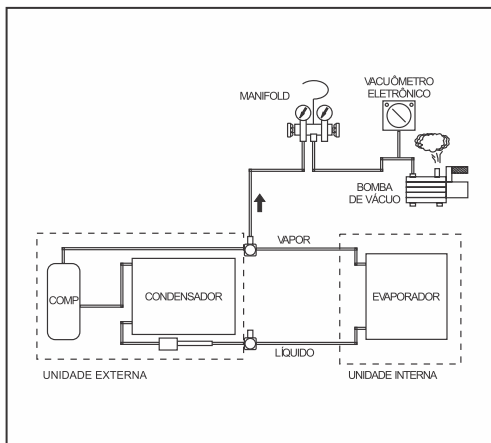 VACUÔMETRO
ELETRÔNICO
MANIFOLD
BOMBA
DE VÁCUO
VAPOR
COMP
CONDENSADOR
EVAPORADOR
LÍQUIDO
UNIDADE EXTERNA
UNIDADE INTERNA